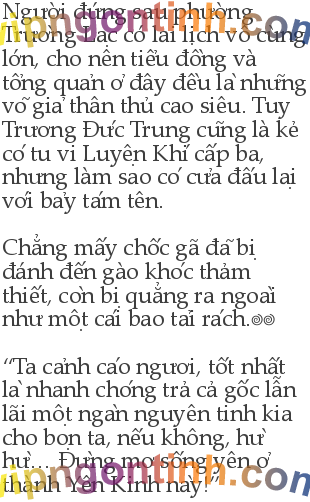 Người đứng sau phường
Trường Lạc có lai lịch vô cùng
lớn, cho nên tiểu đồng và
tổng quản ở đây đều là những
võ giả thân thủ cao siêu. Tuy
Trương Đức Trung cũng là kẻ
có tu vi Luyện Khí cấp ba,
nhưng làm sao có cửa đấu lại
với bảy tám tên.
Chẳng mấy chốc gã đã bị
đánh đến gào khóc thảm
thiết, còn bị quẳng ra ngoài
như một cái bao tải rách.
“Ta cảnh cáo ngươi, tốt nhất
là nhanh chóng trả cả gốc lẫn
lãi một ngàn nguyên tinh kia
cho bọn ta, nếu không, hừ
hừ... Đừng mơ sống yên ở
thành Yên Kinh này!”
vipngontinh.com
vipngontinh.com